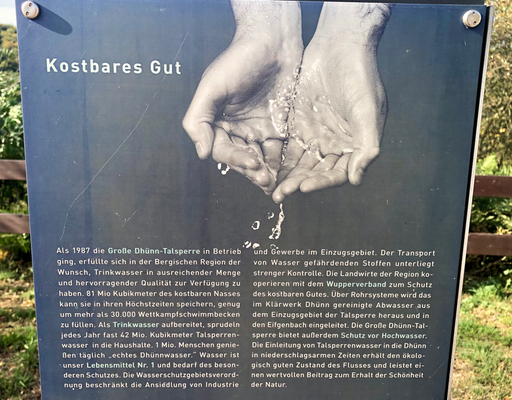 Kostbares Gut
Als 1987 die Große Dhünn-Talsperre in Betrieb
ging, erfüllte sich in der Bergischen Region der
Wunsch, Trinkwasser in ausreichender Menge
und hervorragender Qualität zur Verfügung zu
haben. 81 Mio Kubikmeter des kostbaren Nasses
kann sie in ihren Höchstzeiten speichern, genug
um mehr als 30.000 Wettkampfschwimmbecken
zu füllen. Als Trinkwasser aufbereitet, sprudeln
jedes Jahr fast 42 Mio. Kubikmeter Talsperren-
wasser in die Haushalte. 1 Mio. Menschen genie-
ßen täglich „echtes Dhünnwasser.“ Wasser ist
unser Lebensmittel Nr. 1 und bedarf des beson-
deren Schutzes. Die Wasserschutzgebietsverord-
nung beschränkt die Ansiedlung von Industrie
und Gewerbe im Einzugsgebiet. Der Transport
von Wasser gefährdenden Stoffen unterliegt
strenger Kontrolle. Die Landwirte der Region ko-
operieren mit dem Wupperverband zum Schutz
des kostbaren Gutes. Über Rohrsysteme wird das
im Klärwerk Dhünn gereinigte Abwasser aus
dem Einzugsgebiet der Talsperre heraus und in
den Eifgenbach eingeleitet. Die Große Dhünn-Tal-
sperre bietet außerdem Schutz vor Hochwasser.
Die Einleitung von Talsperrenwasser in die Dhünn
in niederschlagsarmen Zeiten erhält den ökolo-
gisch guten Zustand des Flusses und leistet ei-
nen wertvollen Beitrag zum Erhalt der Schönheit
der Natur.